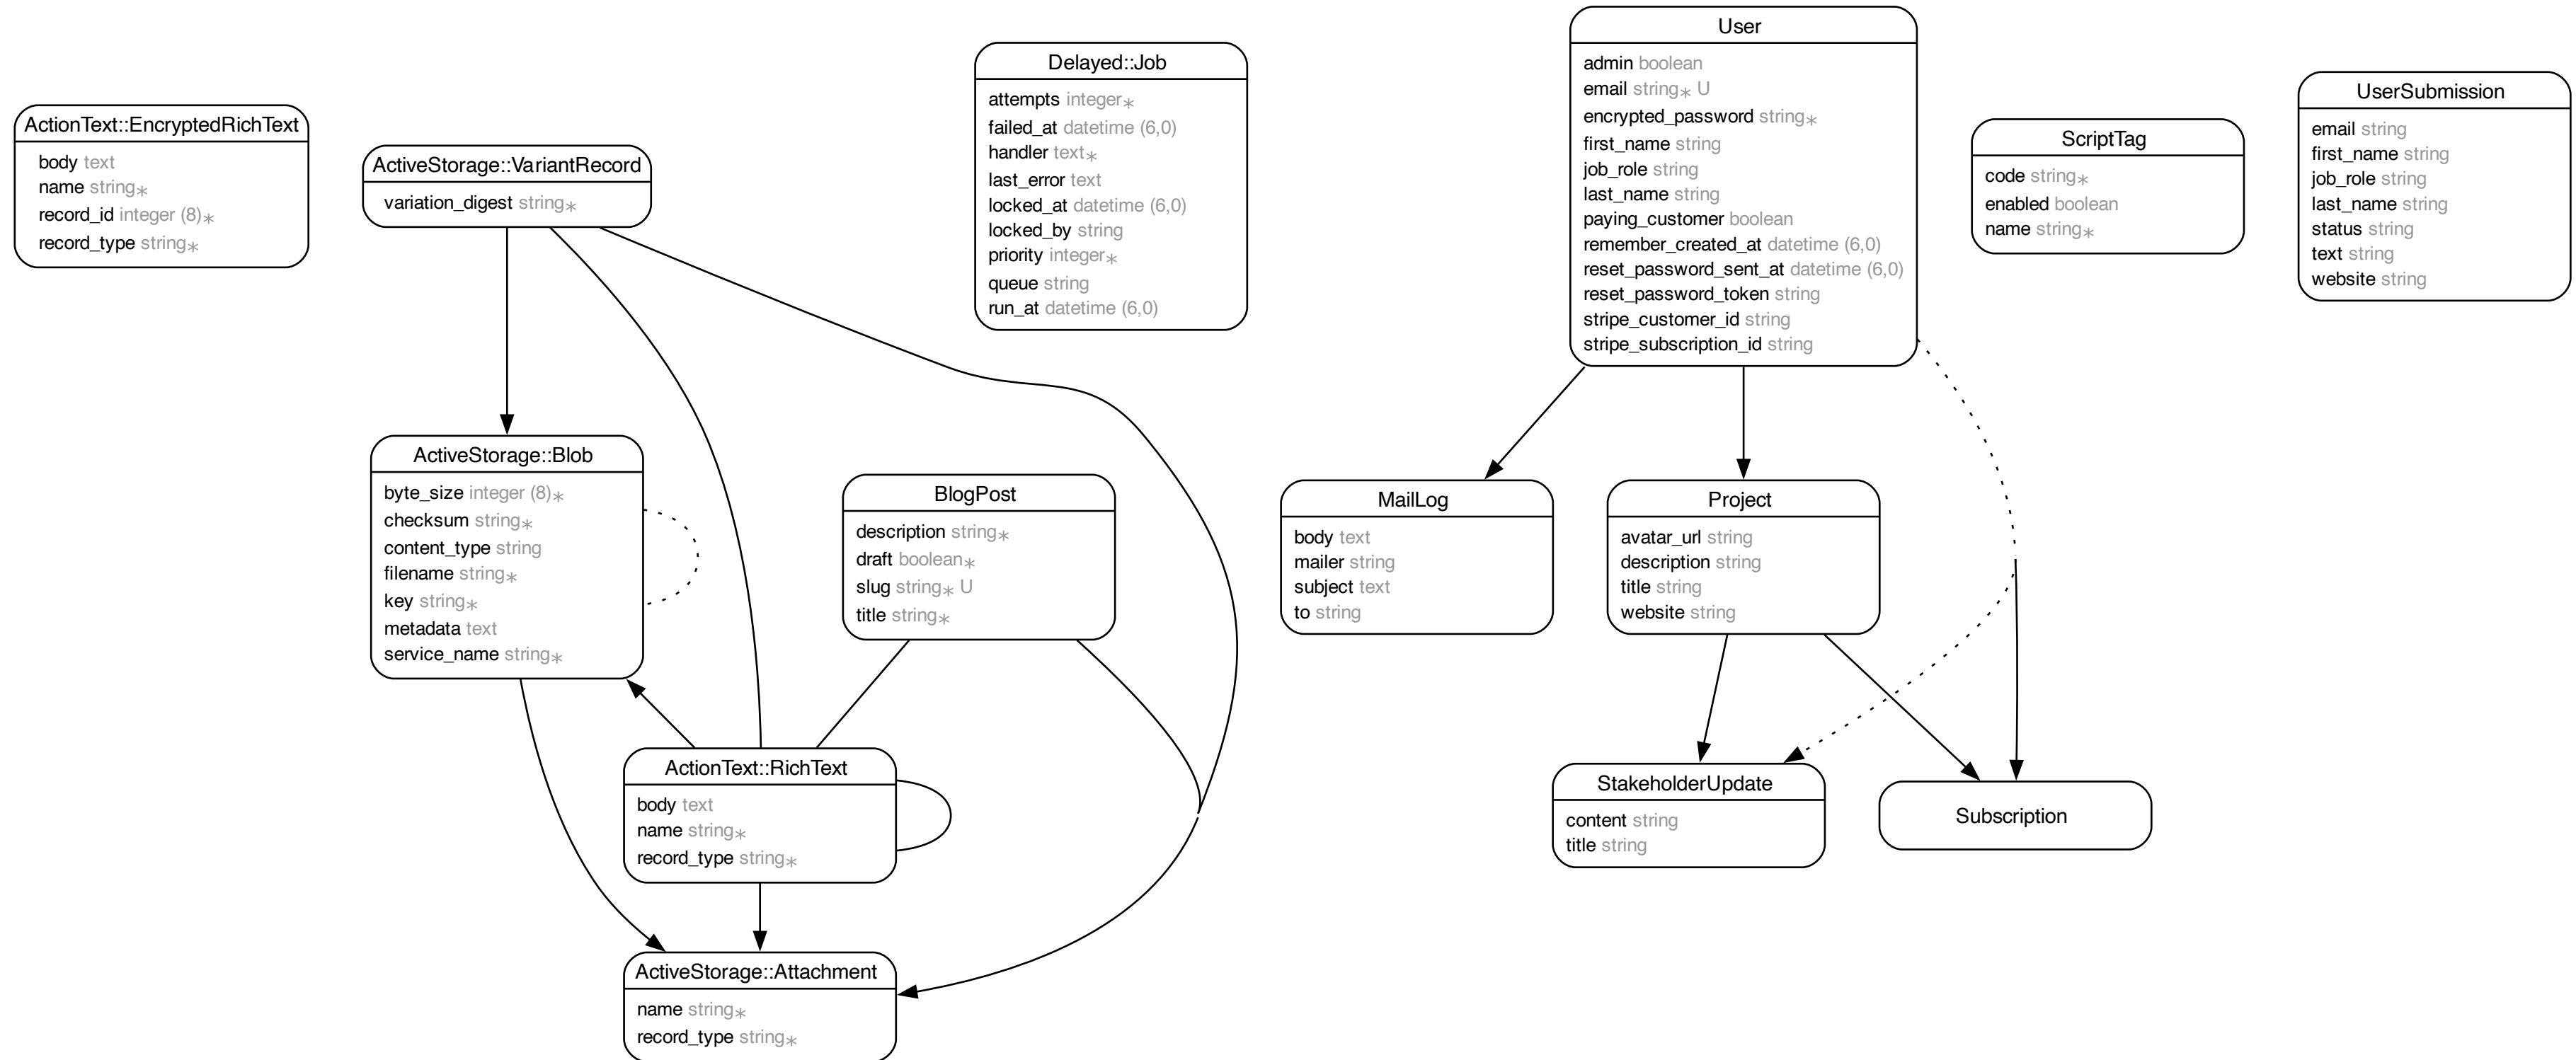 ActionText::EncryptedRichText
body text
name string∗
record_id integer (8)∗
record_type string∗
ActiveStorage::VariantRecord
variation_digest string∗
Delayed::Job
attempts integer∗
failed_at datetime (6,0)
handler text∗
last_error text
locked_at datetime (6,0)
locked_by string
priority integer∗
queue string
run_at datetime (6,0)
User
admin boolean
email string∗ U
encrypted_password string∗
first_name string
job_role string
last_name string
paying_customer boolean
remember_created_at datetime (6,0)
reset_password_sent_at datetime (6,0)
reset_password_token string
stripe_customer_id string
stripe_subscription_id string
ScriptTag
code string∗
enabled boolean
name string∗
UserSubmission
email string
first_name string
job_role string
last_name string
status string
text string
website string
ActiveStorage::Blob
byte_size integer (8)∗
checksum string∗
content_type string
filename string∗
key string∗
metadata text
service_name string∗
BlogPost
description string∗
draft boolean∗
slug string∗ U
title string∗
MailLog
body text
mailer string
subject text
to string
Project
avatar_url string
description string
title string
website string
ActionText::RichText
body text
name string∗
record_type string∗
StakeholderUpdate
content string
title string
Subscription
ActiveStorage::Attachment
name string∗
record_type string∗